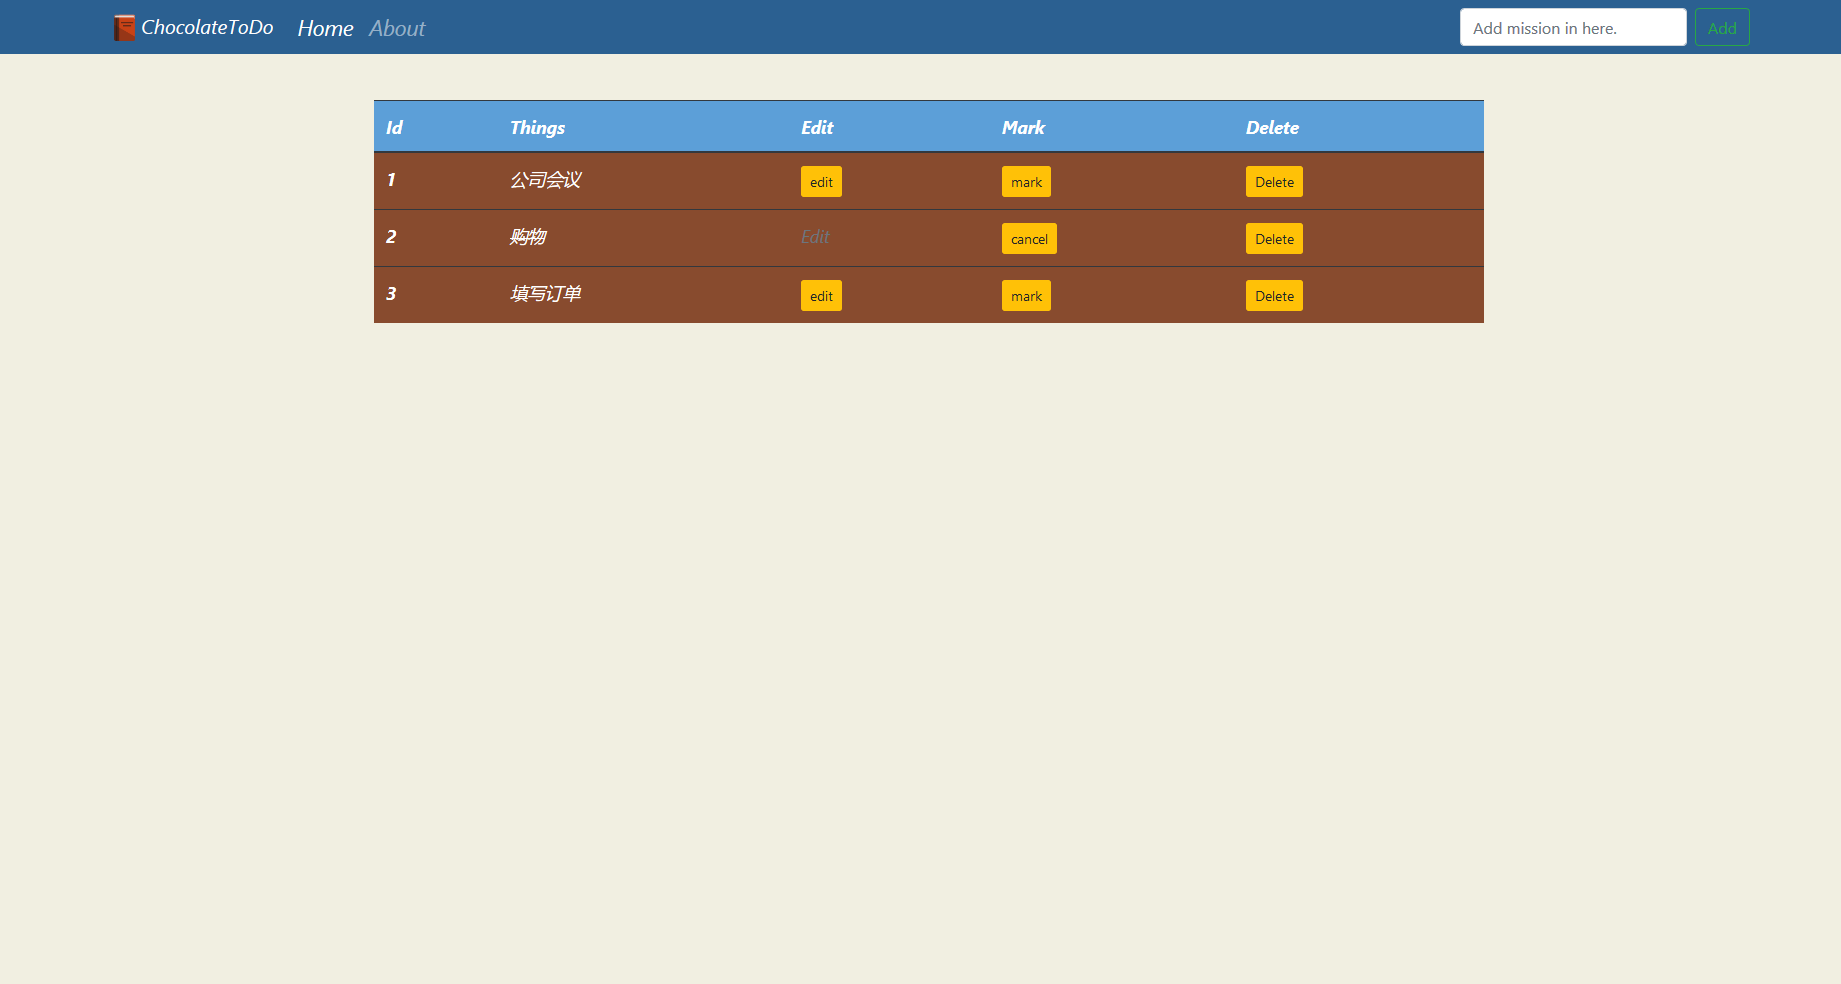 ChocolateToDo Home About Add mission in here. Add
Id Things Edit Mark Delete
1 公司会议 edit mark Delete
2 购物 Edit cancel Delete
3 填写订单 edit mark Delete